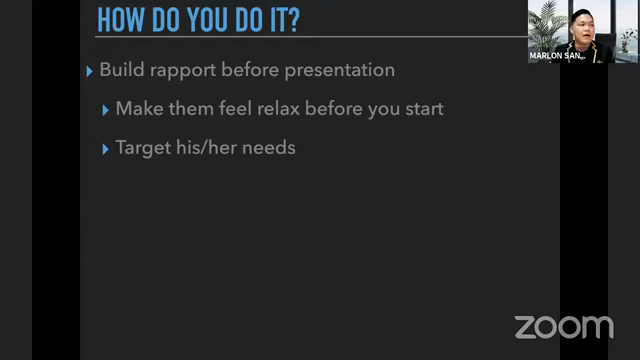 HOW DO YOU DO IT?
Build rapport before presentation
Make them feel relax before you start
Target his/her needs
MARLON SAN...
zoom